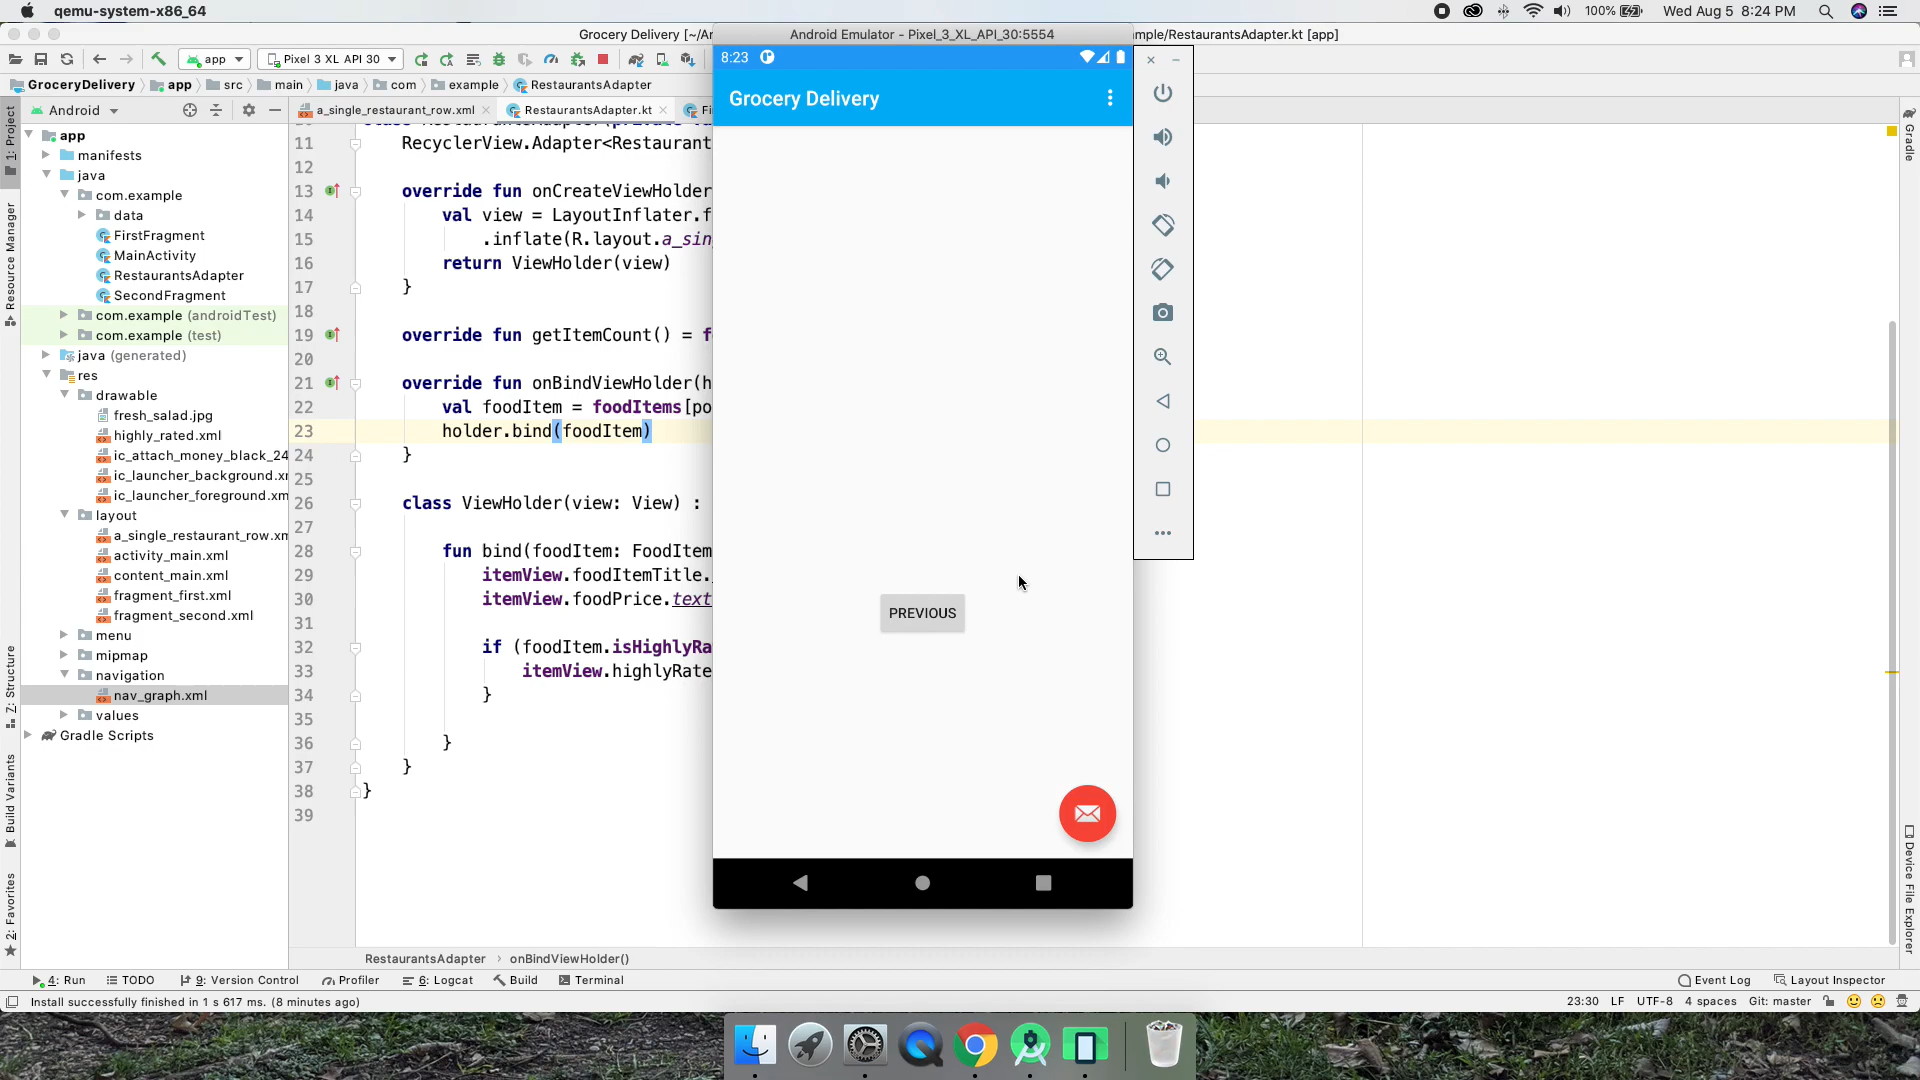 qemu-system-x86_64
100%
Wed Aug 5 8:24 PM
Grocery Delivery [~/Ar
Android Emulator - Pixel_3_XL_API_30:5554
mple/RestaurantsAdapter.kt [app]
app
Pixel 3 XL API 30
GroceryDelivery
app
src
main
java
com
example
RestaurantsAdapter
Android
a_single_restaurant_row.xml
RestaurantsAdapter.kt
Fi
1: Project
Resource Manager
Z: Structure
Build Variants
2: Favorites
app
manifests
java
com.example
data
FirstFragment
MainActivity
RestaurantsAdapter
SecondFragment
com.example (androidTest)
com.example (test)
java (generated)
res
drawable
fresh_salad.jpg
highly_rated.xml
ic_attach_money_black_24
ic_launcher_background.xm
ic_launcher_foreground.xm
layout
a_single_restaurant_row.xm
activity_main.xml
content_main.xml
fragment_first.xml
fragment_second.xml
menu
mipmap
navigation
nav_graph.xml
values
Gradle Scripts
11 RecyclerView.Adapter<Restaurant
12
13 override fun onCreateViewHolder
14 val view = LayoutInflater.f
15 .inflate(R.layout.a_sin
16 return ViewHolder(view)
17 }
18
19 override fun getItemCount() = f
20
21 override fun onBindViewHolder(h
22 val foodItem = foodItems[po
23 holder.bind(foodItem)
24 }
25
26 class ViewHolder(view: View) :
27
28 fun bind(foodItem: FoodItem
29 itemView.foodItemTitle.
30 itemView.foodPrice.text
31
32 if (foodItem.isHighlyRa
33 itemView.highlyRate
34 }
35
36 }
37 }
38 }
39
8:23
Grocery Delivery
PREVIOUS
Gradle
Device File Explorer
RestaurantsAdapter
onBindViewHolder()
4: Run
TODO
9: Version Control
Profiler
6: Logcat
Build
Terminal
Event Log
Layout Inspector
Install successfully finished in 1 s 617 ms. (8 minutes ago)
23:30
LF
UTF-8
4 spaces
Git: master